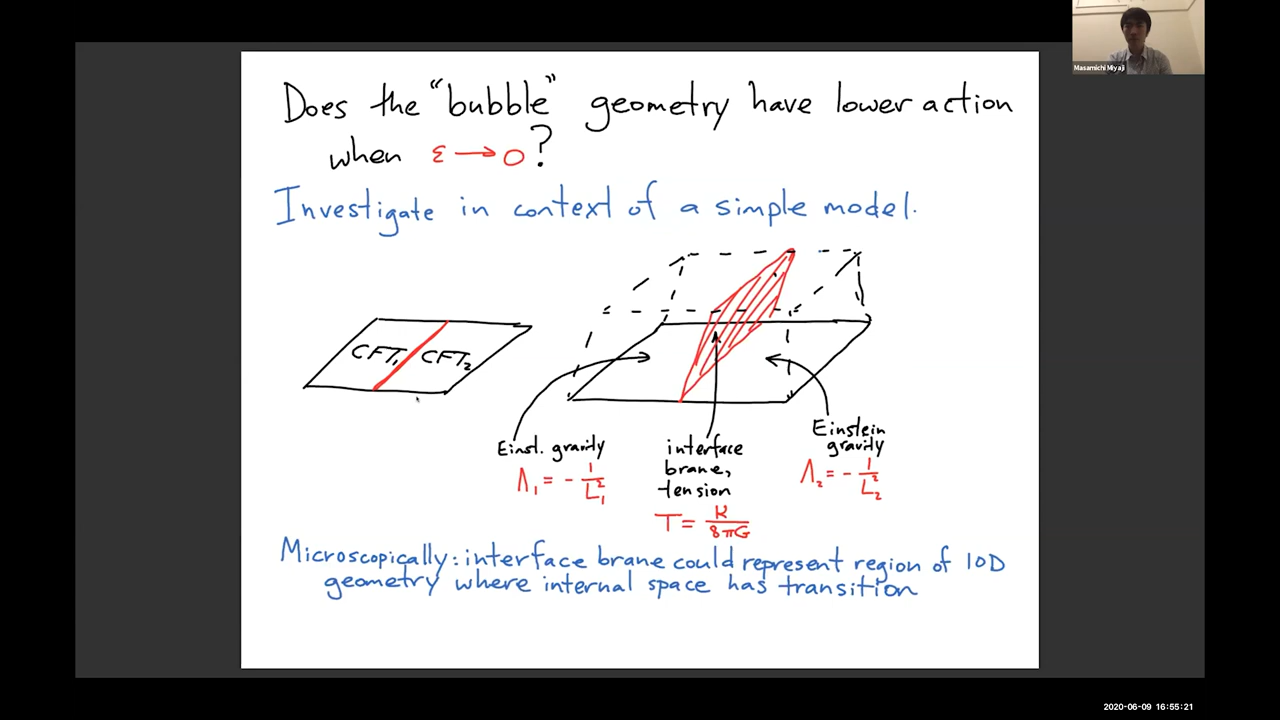 Masamichi Miyaji
Does the "bubble" geometry have lower action
when ε → 0?
Investigate in context of a simple model.
CFT₁ CFT₂
Einst. gravity
Λ₁ = - 1/L₁²
interface
brane,
tension
T = κ/8πG
Einstein
gravity
Λ₂ = - 1/L₂²
Microscopically: interface brane could represent region of 10D
geometry where internal space has transition
2020-06-09 16:55:21